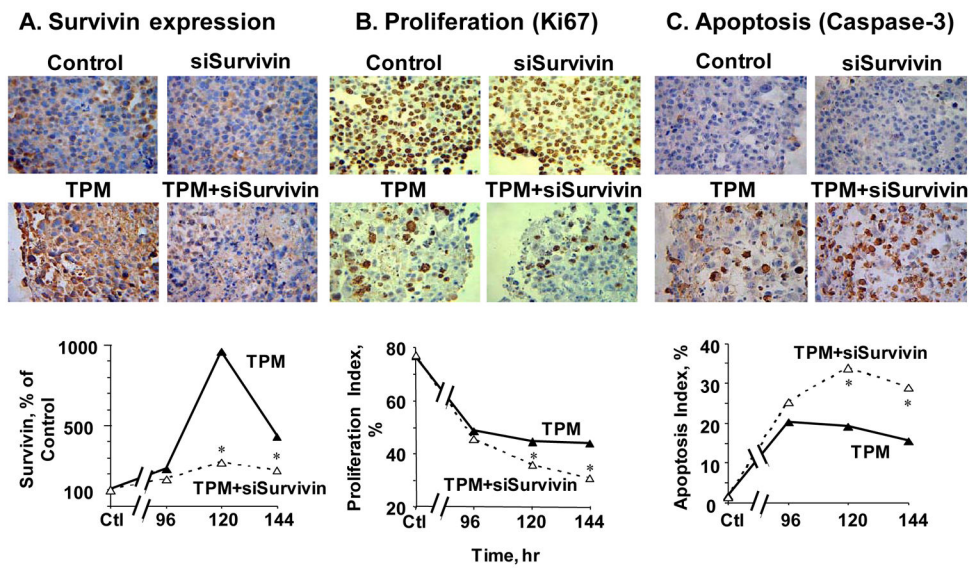 A. Survivin expression
Control siSurvivin
TPM TPM+siSurvivin
B. Proliferation (Ki67)
Control siSurvivin
TPM TPM+siSurvivin
C. Apoptosis (Caspase-3)
Control siSurvivin
TPM TPM+siSurvivin
Survivin, % of
Control
1000
500
100
TPM
*
*
TPM+siSurvivin
Ctl 96 120 144
Proliferation Index,
%
80
60
40
20
TPM
*
*
TPM+siSurvivin
Ctl 96 120 144
Time, hr
Apoptosis Index, %
40
30
20
10
0
TPM+siSurvivin
*
*
TPM
Ctl 96 120 144